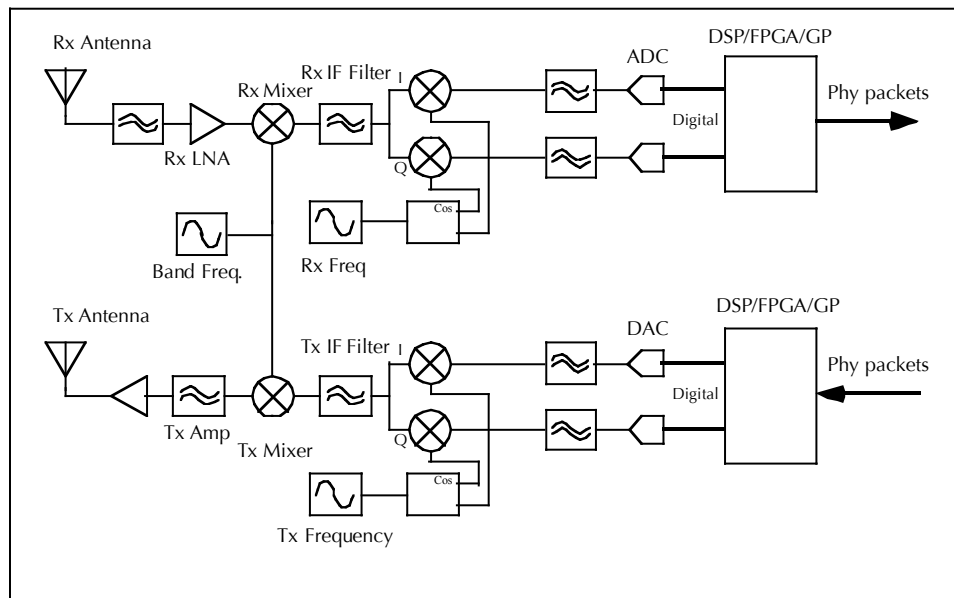 Rx Antenna
Rx Mixer
Rx IF Filter
I
ADC
DSP/FPGA/GP
Phy packets
Rx LNA
Digital
Q
Cos
Band Freq.
Rx Freq
Tx Antenna
Tx IF Filter
I
DAC
DSP/FPGA/GP
Phy packets
Digital
Tx Amp
Tx Mixer
Q
Cos
Tx Frequency